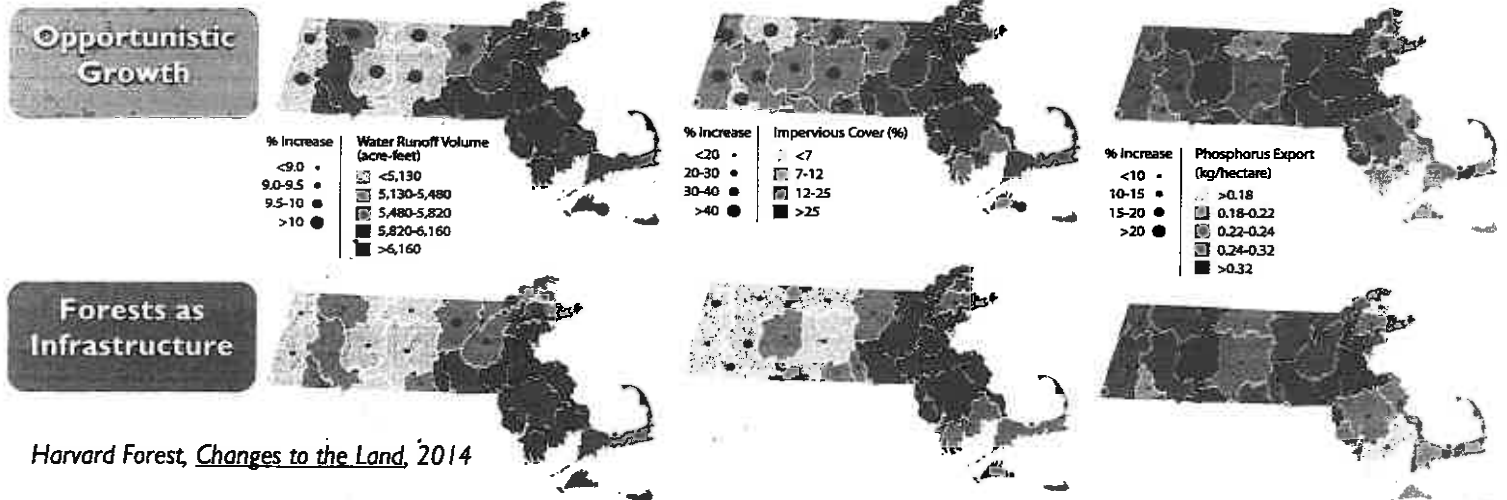 Opportunistic
Growth
% Increase
<9.0
9.0-9.5
9.5-10
>10
Water Runoff Volume
(acre-feet)
<5,130
5,130-5,480
5,480-5,820
5,820-6,160
>6,160
% Increase
<20
20-30
30-40
>40
Impervious Cover (%)
<7
7-12
12-25
>25
% Increase
<10
10-15
15-20
>20
Phosphorus Export
(kg/hectare)
>0.18
0.18-0.22
0.22-0.24
0.24-0.32
>0.32
Forests as
Infrastructure
Harvard Forest, Changes to the Land, 2014